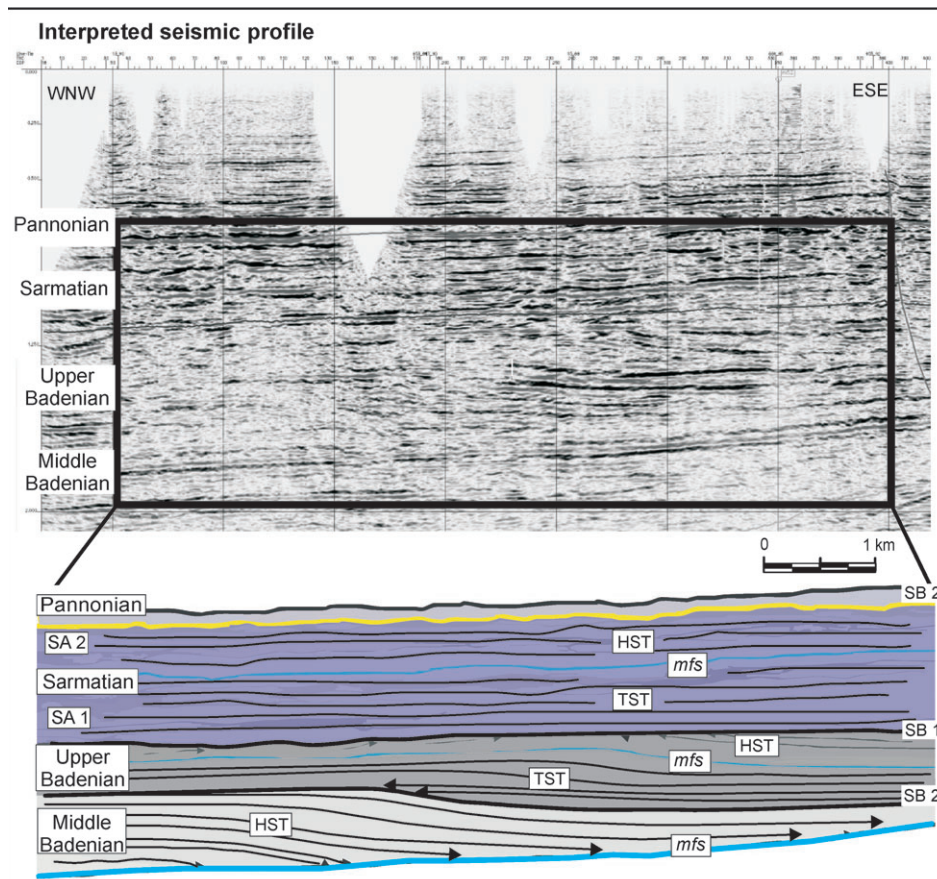 Interpreted seismic profile
WNW
ESE
Pannonian
Sarmatian
Upper
Badenian
Middle
Badenian
0
1 km
Pannonian
SB 2
SA 2
HST
mfs
Sarmatian
TST
SA 1
SB 1
HST
Upper
Badenian
mfs
TST
SB 2
Middle
Badenian
HST
mfs